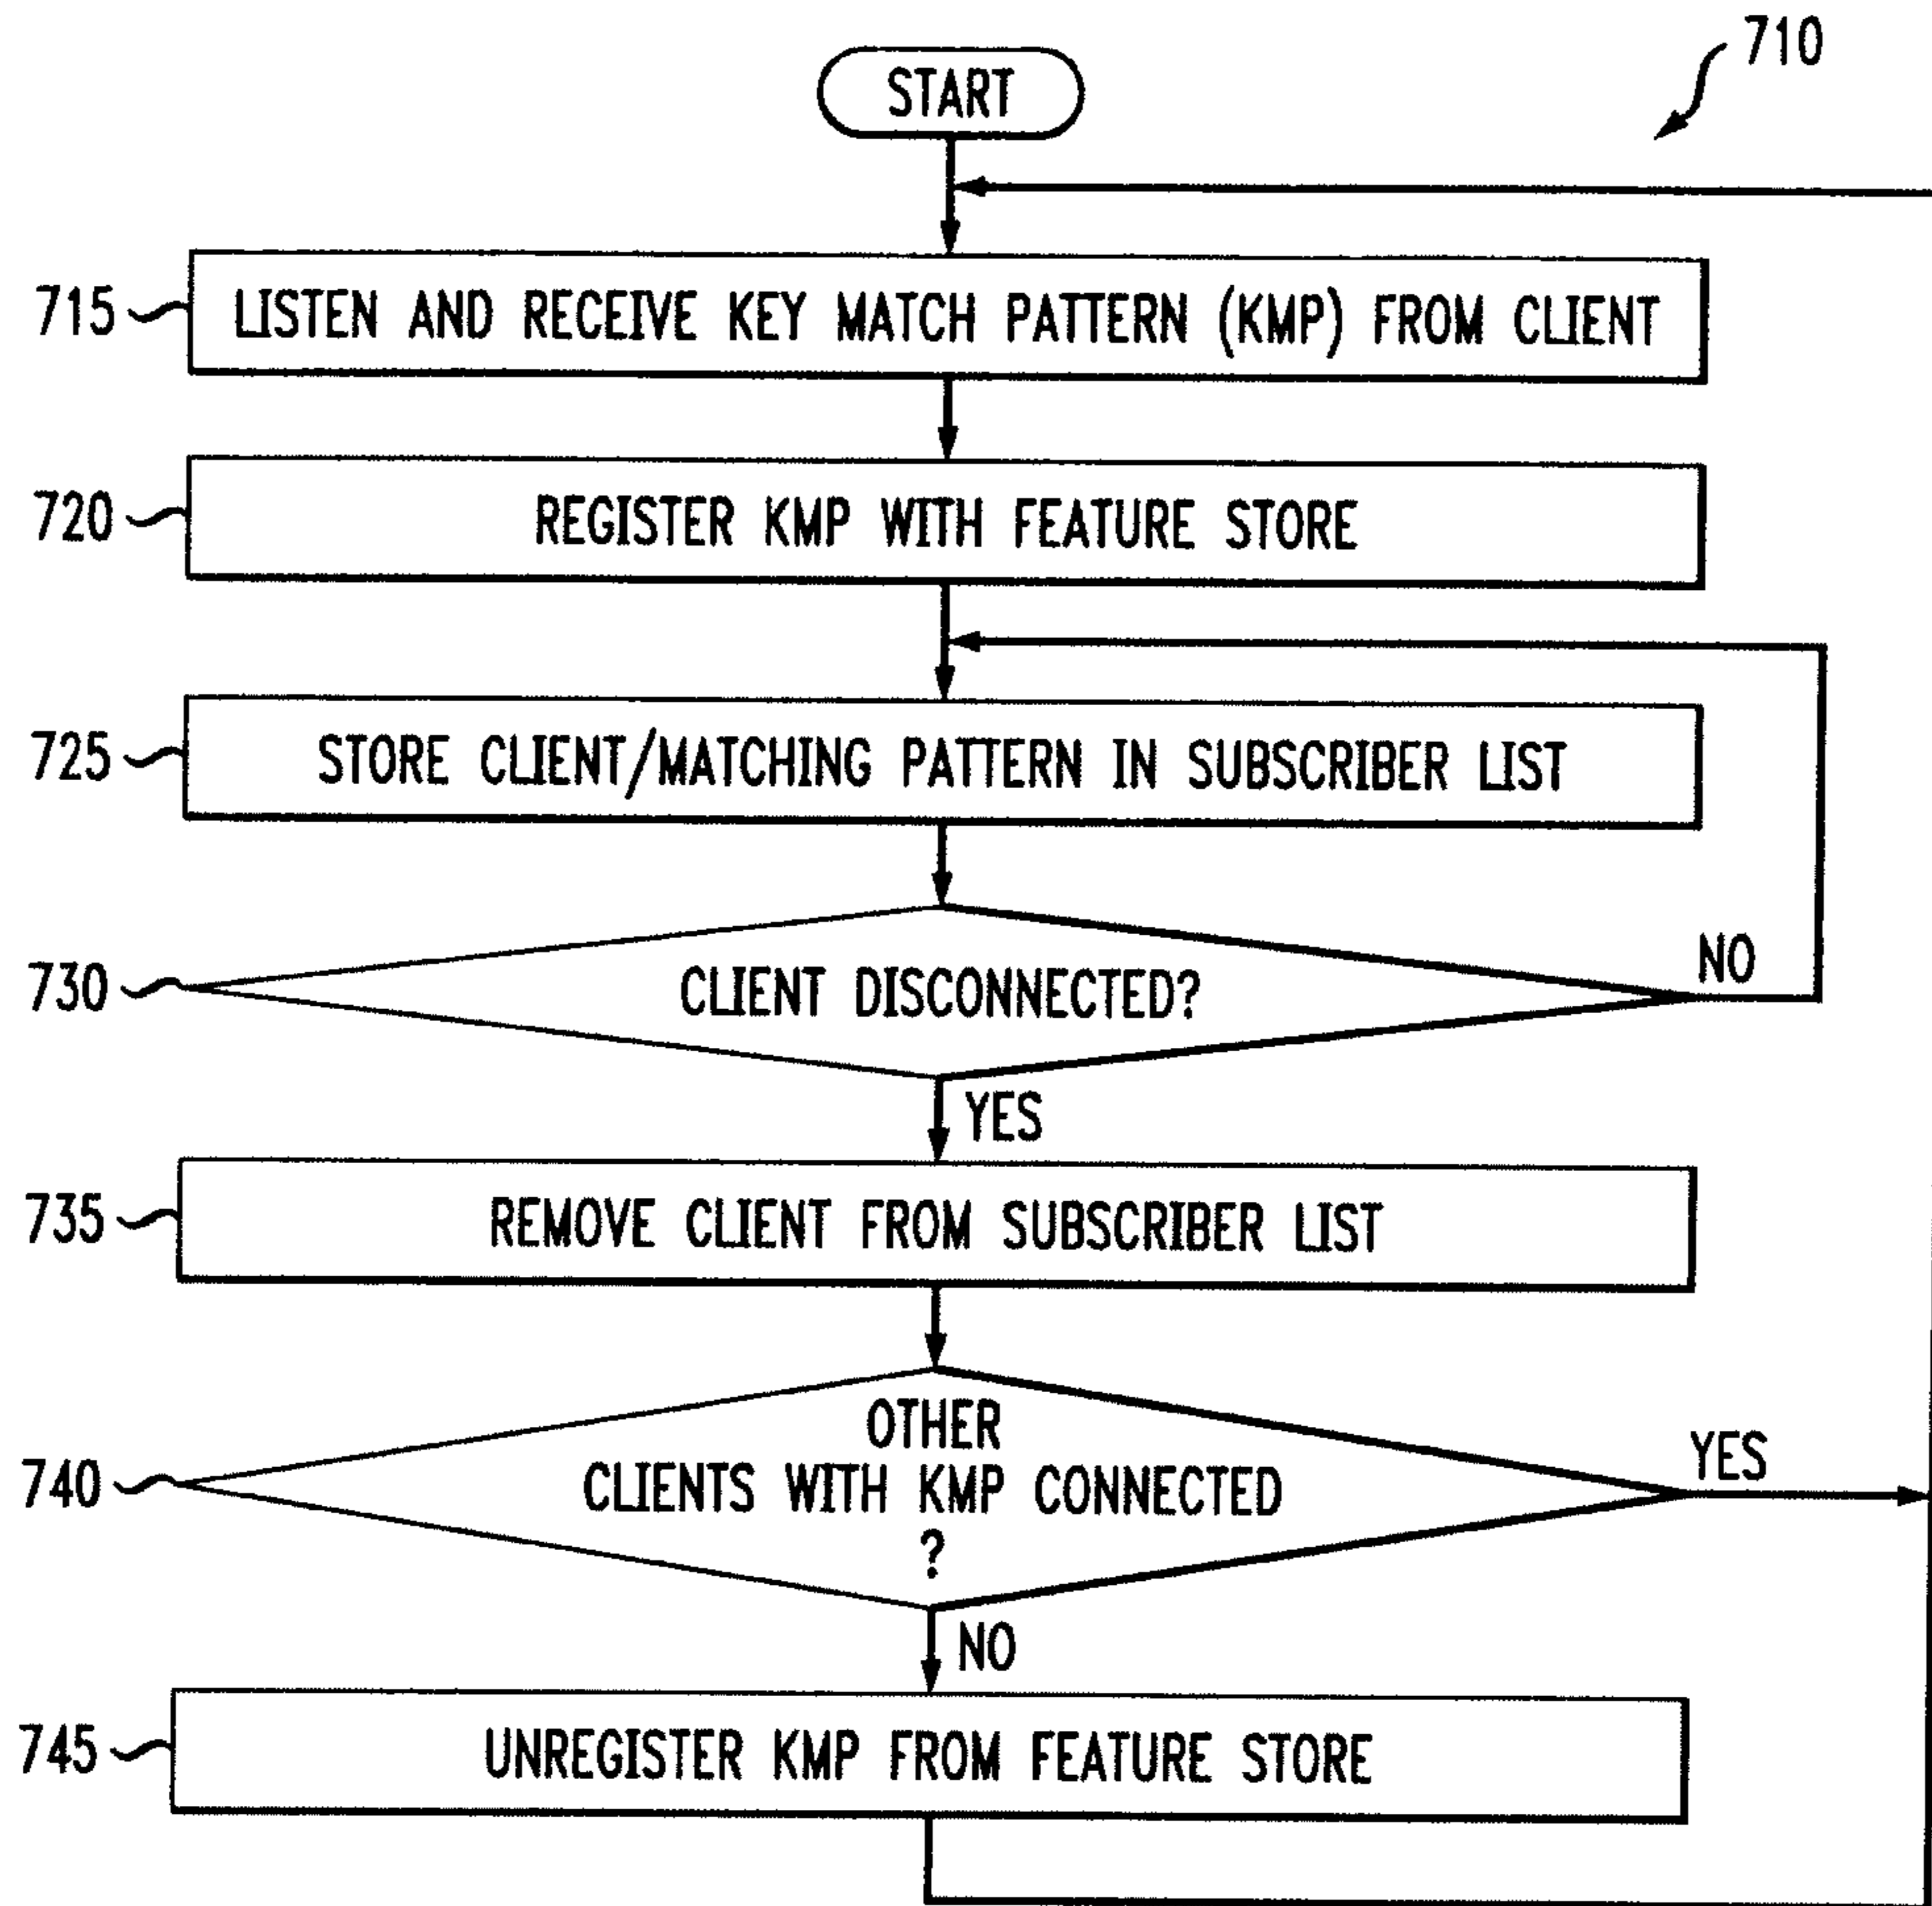 710
START
715
LISTEN AND RECEIVE KEY MATCH PATTERN (KMP) FROM CLIENT
720
REGISTER KMP WITH FEATURE STORE
725
STORE CLIENT/MATCHING PATTERN IN SUBSCRIBER LIST
730
CLIENT DISCONNECTED?
NO
YES
735
REMOVE CLIENT FROM SUBSCRIBER LIST
740
OTHER
CLIENTS WITH KMP CONNECTED
?
YES
NO
745
UNREGISTER KMP FROM FEATURE STORE